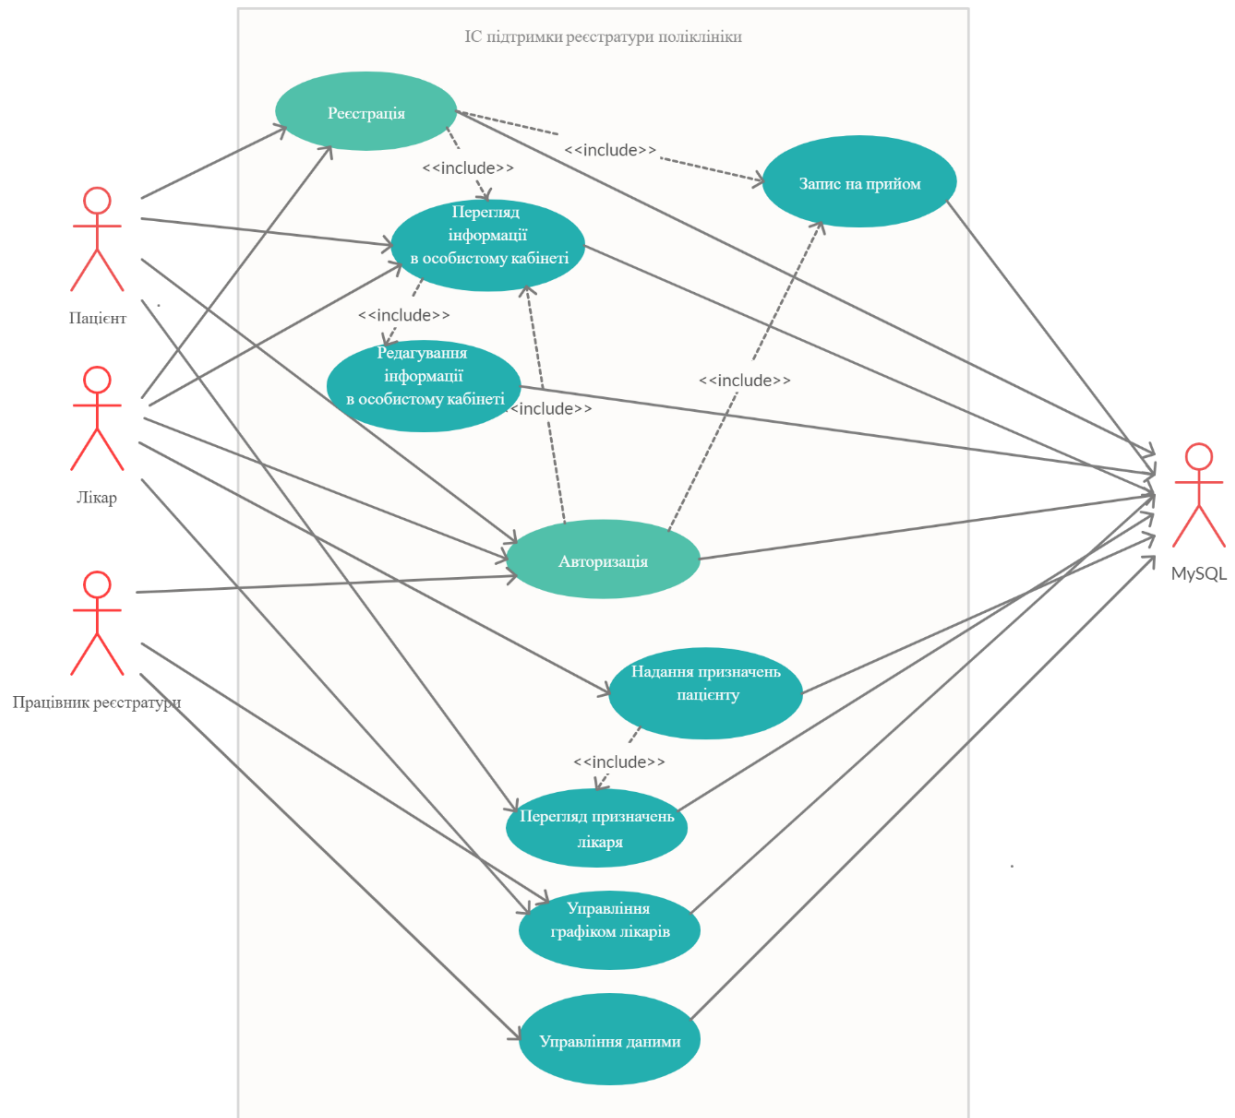 ІС підтримки реєстратури поліклініки
Реєстрація
<<include>>
<<include>>
Запис на прийом
Перегляд
інформації
в особистому кабінеті
Пацієнт
<<include>>
Редагування
інформації
в особистому кабінеті
<<include>>
<<include>>
Лікар
Авторизація
MySQL
Працівник реєстратури
Надання призначень
пацієнту
<<include>>
Перегляд призначень
лікаря
Управління
графіком лікарів
Управління даними